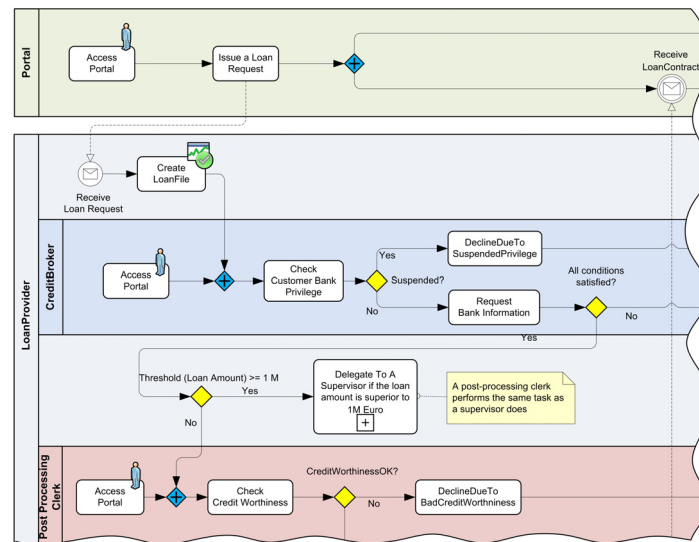 Portal
Access
Portal
Issue a Loan
Request
Receive
LoanContract
LoanProvider
Receive
Loan Request
Create
LoanFile
CreditBroker
Access
Portal
Check
Customer Bank
Privilege
Suspended?
Yes
No
DeclineDueTo
SuspendedPrivilege
Request
Bank Information
All conditions
satisfied?
No
Yes
Threshold (Loan Amount) >= 1 M
Yes
No
Delegate To A
Supervisor if the loan
amount is superior to
1M Euro
A post-processing clerk
performs the same task as
a supervisor does
Post Processing
Clerk
Access
Portal
Check
Credit Worthiness
CreditWorthinessOK?
No
DeclineDueTo
BadCreditWorthniness